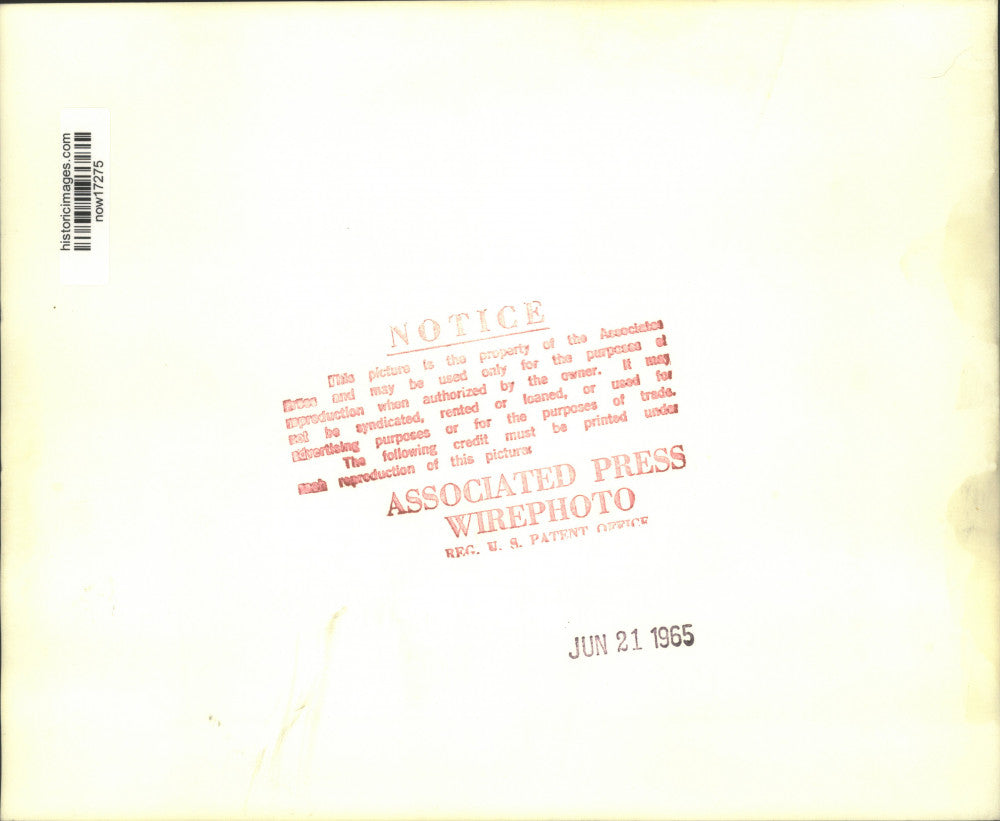 historicimages.com
now17275
NOTICE
This picture is the property of the Associated
Press and may be used only for the purposes of
reproduction when authorized by the owner. It may
not be syndicated, rented or loaned, or used for
advertising purposes or for the purposes of trade.
The following credit must be printed under
each reproduction of this picture:
ASSOCIATED PRESS
WIREPHOTO
REG. U. S. PATENT OFFICE
JUN 21 1965